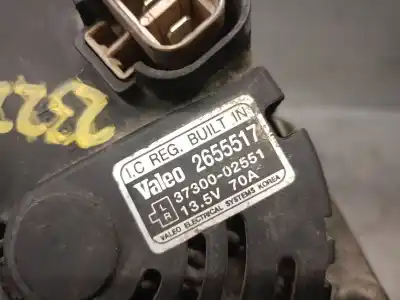 I.C REG. BUILT IN
Valeo 2655517
L R 37300-02551
13.5V 70A
VALEO ELECTRICAL SYSTEMS KOREA